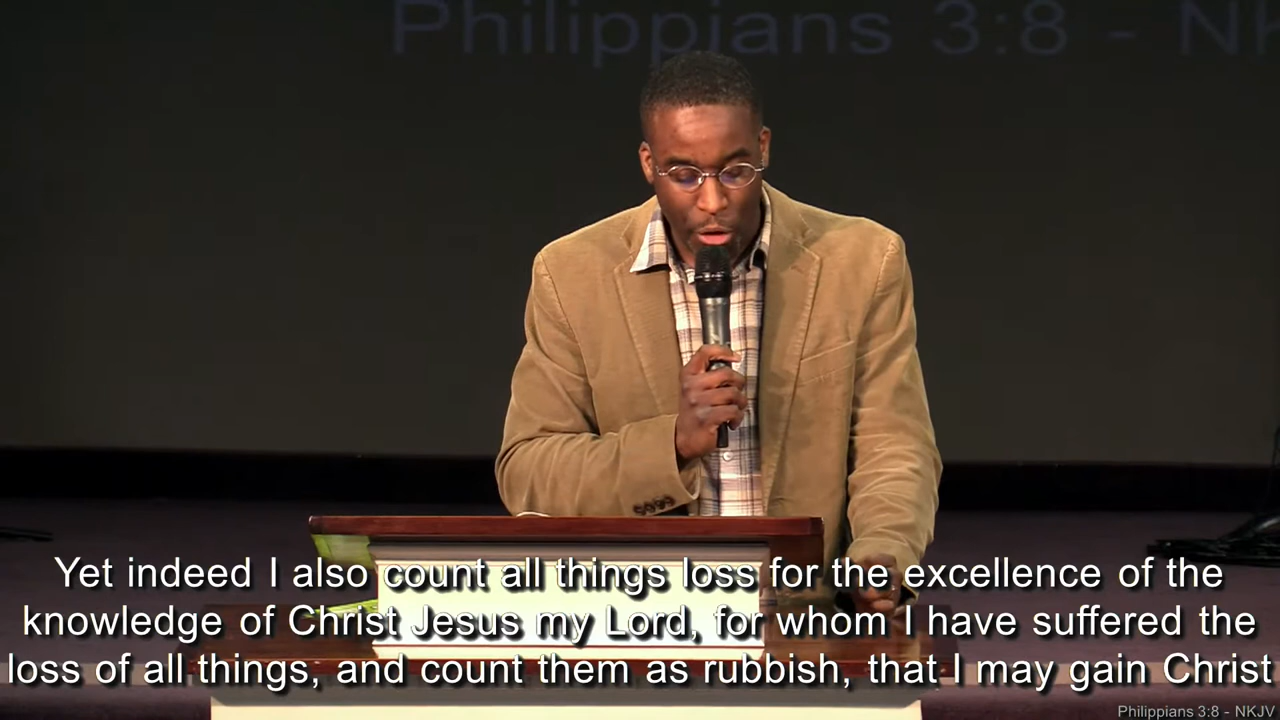 Philippians 3:8 - NK
Yet indeed I also count all things loss for the excellence of the
knowledge of Christ Jesus my Lord, for whom I have suffered the
loss of all things, and count them as rubbish, that I may gain Christ
Philippians 3:8 - NKJV